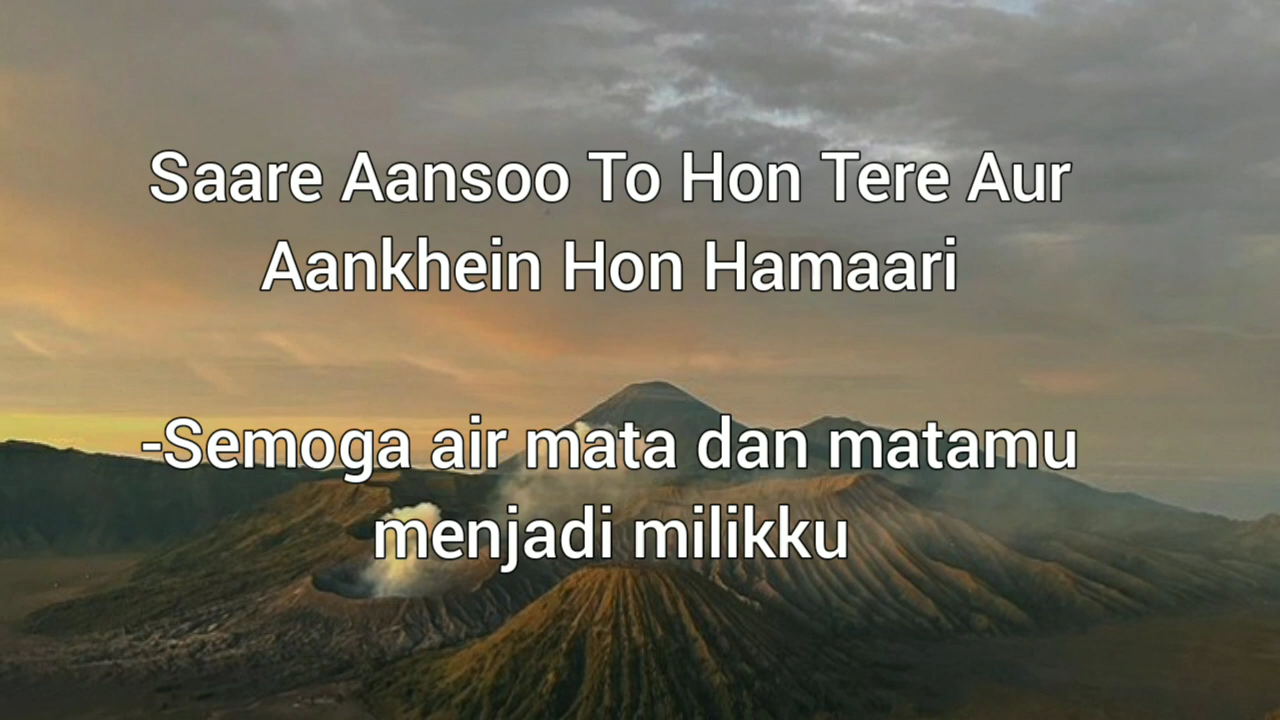 Saare Aansoo To Hon Tere Aur
Aankhein Hon Hamaari
-Semoga air mata dan matamu
menjadi milikku